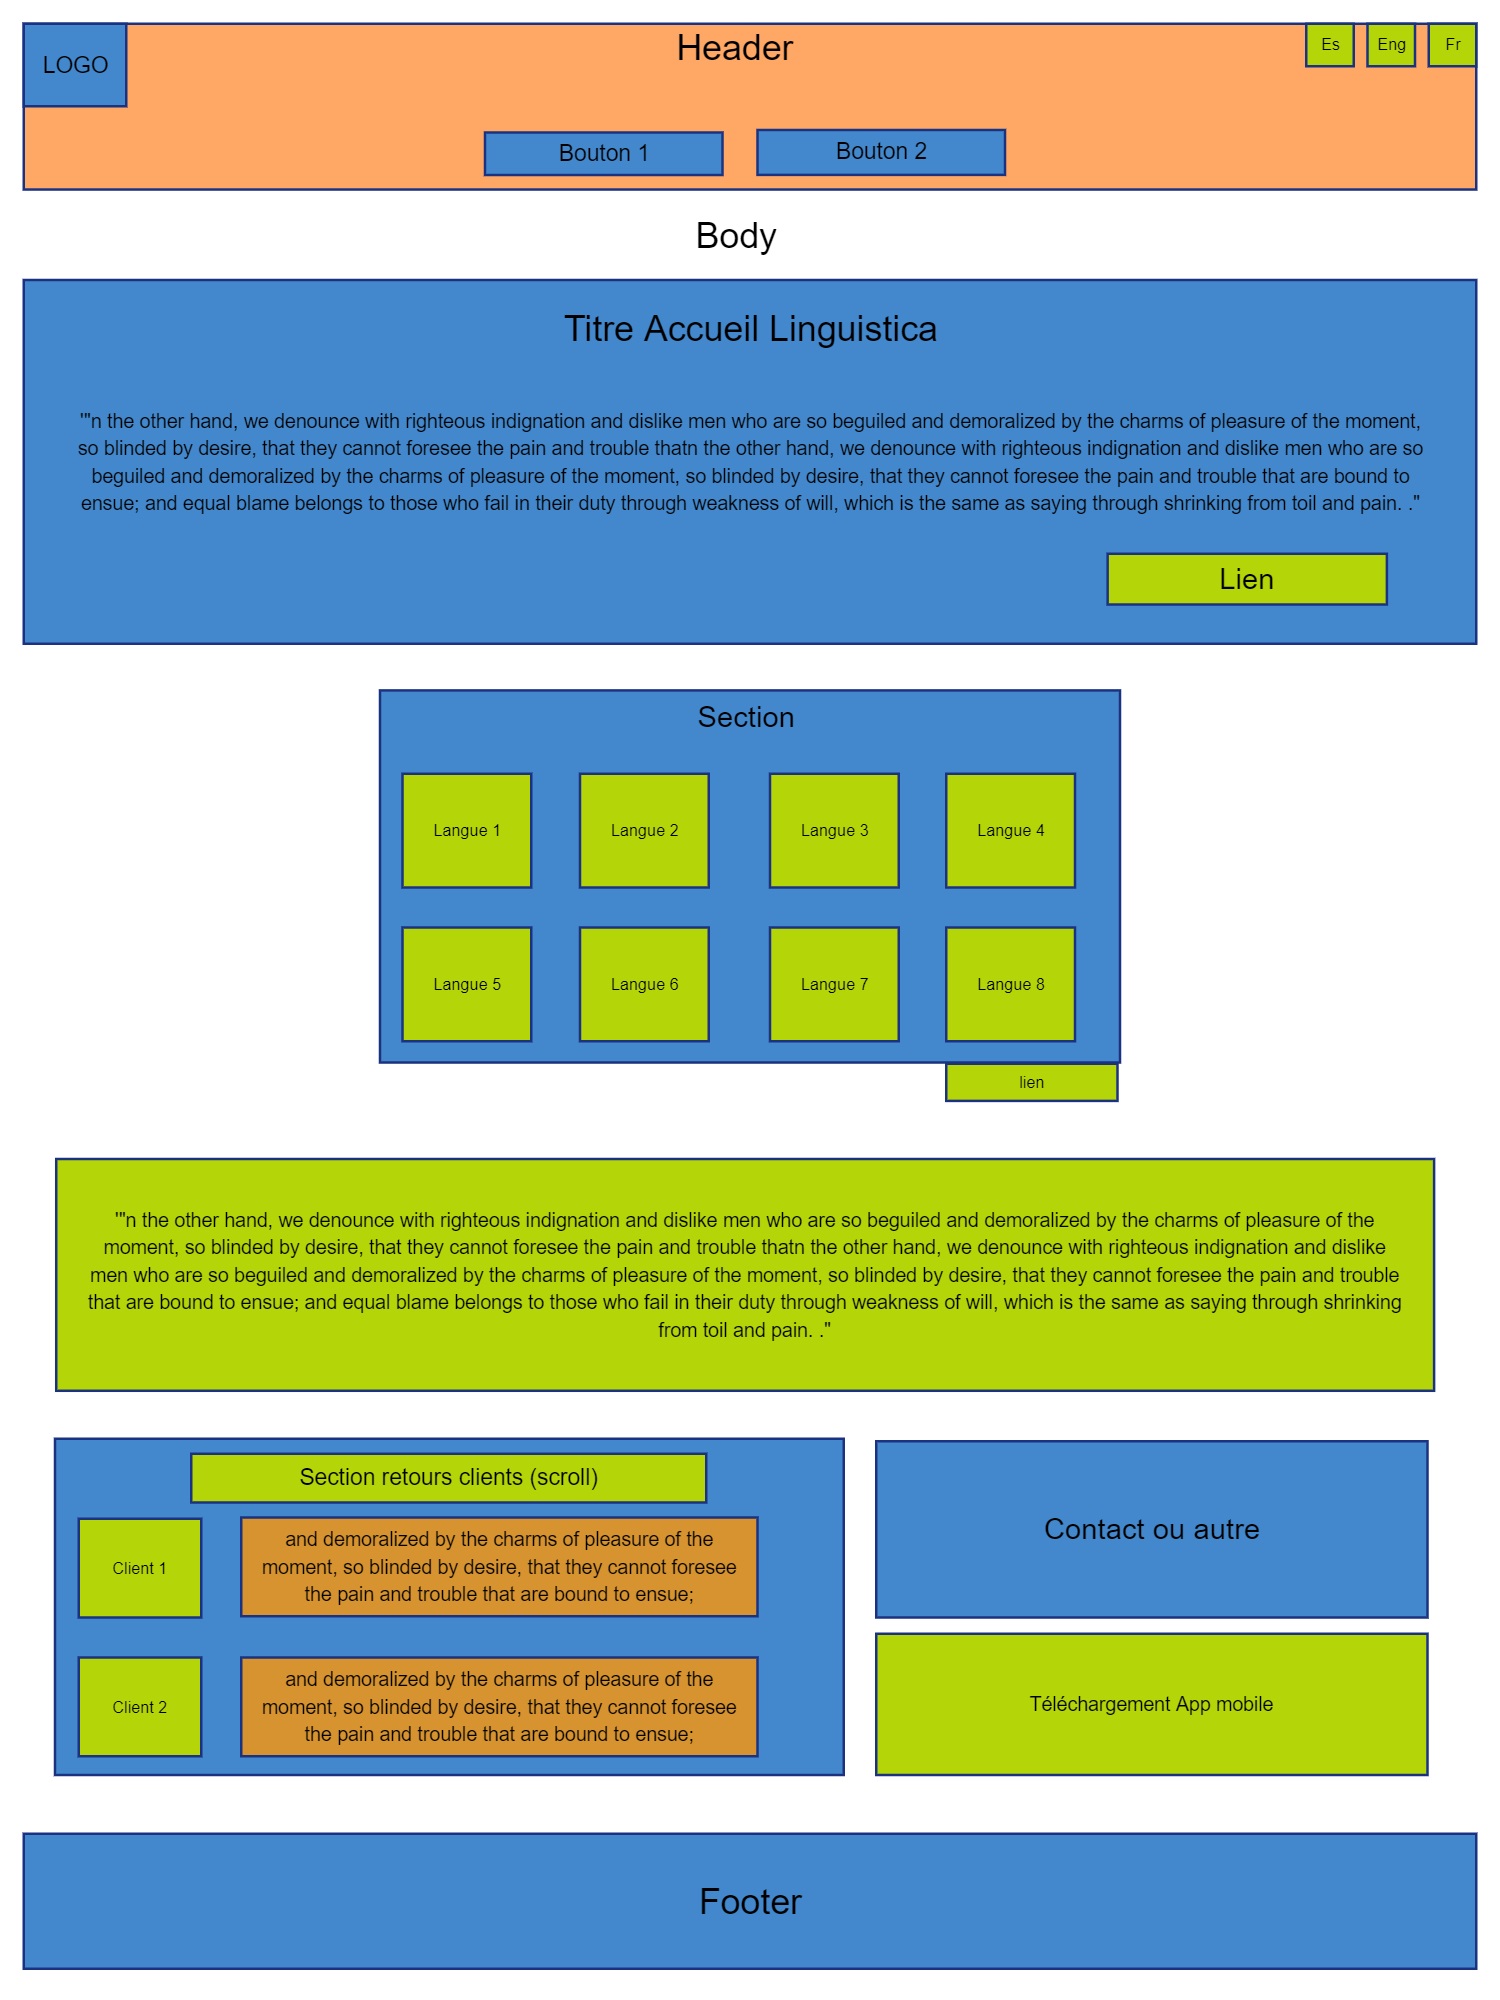 LOGO
Header
Es
Eng
Fr
Bouton 1
Bouton 2
Body
Titre Accueil Linguistica
'"n the other hand, we denounce with righteous indignation and dislike men who are so beguiled and demoralized by the charms of pleasure of the moment,
so blinded by desire, that they cannot foresee the pain and trouble thatn the other hand, we denounce with righteous indignation and dislike men who are so
beguiled and demoralized by the charms of pleasure of the moment, so blinded by desire, that they cannot foresee the pain and trouble that are bound to
ensue; and equal blame belongs to those who fail in their duty through weakness of will, which is the same as saying through shrinking from toil and pain. ."
Lien
Section
Langue 1
Langue 2
Langue 3
Langue 4
Langue 5
Langue 6
Langue 7
Langue 8
lien
'"n the other hand, we denounce with righteous indignation and dislike men who are so beguiled and demoralized by the charms of pleasure of the
moment, so blinded by desire, that they cannot foresee the pain and trouble thatn the other hand, we denounce with righteous indignation and dislike
men who are so beguiled and demoralized by the charms of pleasure of the moment, so blinded by desire, that they cannot foresee the pain and trouble
that are bound to ensue; and equal blame belongs to those who fail in their duty through weakness of will, which is the same as saying through shrinking
from toil and pain. ."
Section retours clients (scroll)
Client 1
and demoralized by the charms of pleasure of the
moment, so blinded by desire, that they cannot foresee
the pain and trouble that are bound to ensue;
Client 2
and demoralized by the charms of pleasure of the
moment, so blinded by desire, that they cannot foresee
the pain and trouble that are bound to ensue;
Contact ou autre
Téléchargement App mobile
Footer